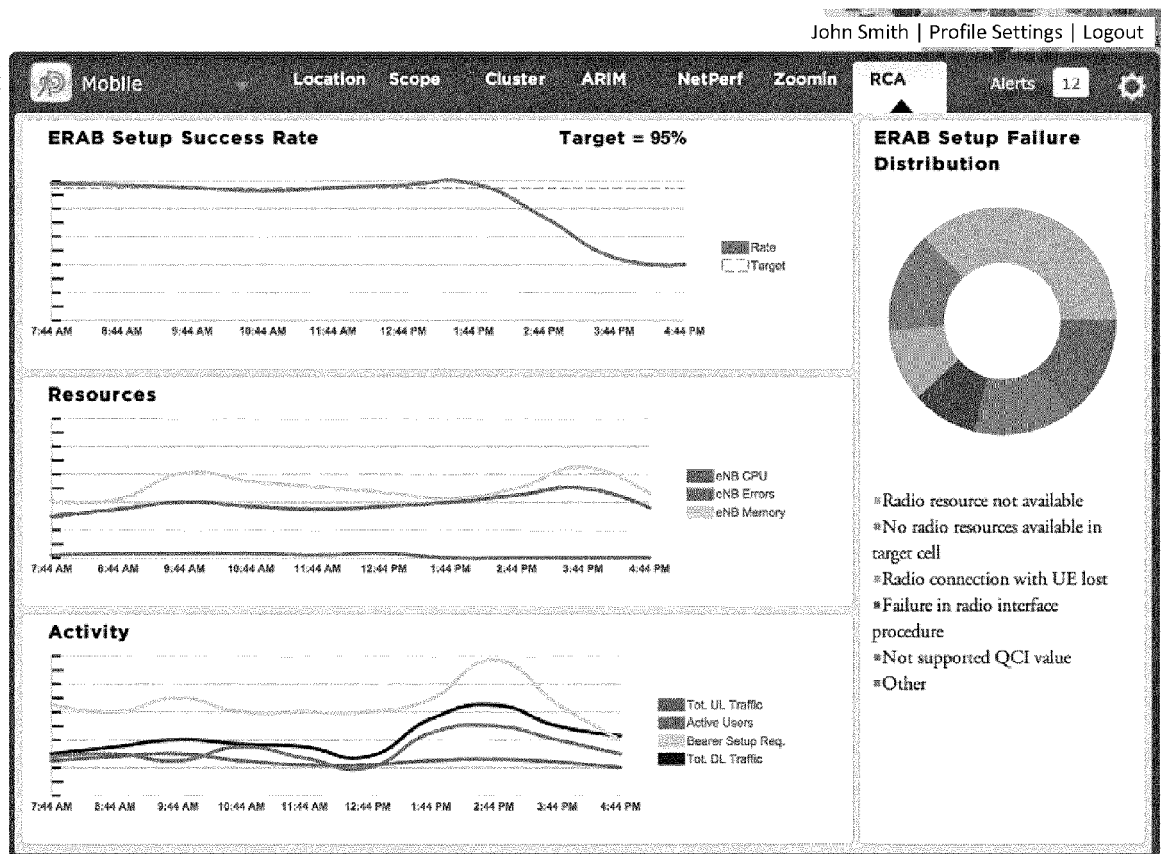 John Smith | Profile Settings | Logout
Mobile
Location Scope Cluster ARIM NetPerf Zoomin RCA Alerts 12
ERAB Setup Success Rate Target = 95%
Rate
Target
7:44 AM 8:44 AM 9:44 AM 10:44 AM 11:44 AM 12:44 PM 1:44 PM 2:44 PM 3:44 PM 4:44 PM
Resources
eNB CPU
eNB Errors
eNB Memory
7:44 AM 8:44 AM 9:44 AM 10:44 AM 11:44 AM 12:44 PM 1:44 PM 2:44 PM 3:44 PM 4:44 PM
Activity
Tot. UL Traffic
Active Users
Bearer Setup Req.
Tot. DL Traffic
7:44 AM 8:44 AM 9:44 AM 10:44 AM 11:44 AM 12:44 PM 1:44 PM 2:44 PM 3:44 PM 4:44 PM
ERAB Setup Failure
Distribution
Radio resource not available
No radio resources available in
target cell
Radio connection with UE lost
Failure in radio interface
procedure
Not supported QCI value
Other